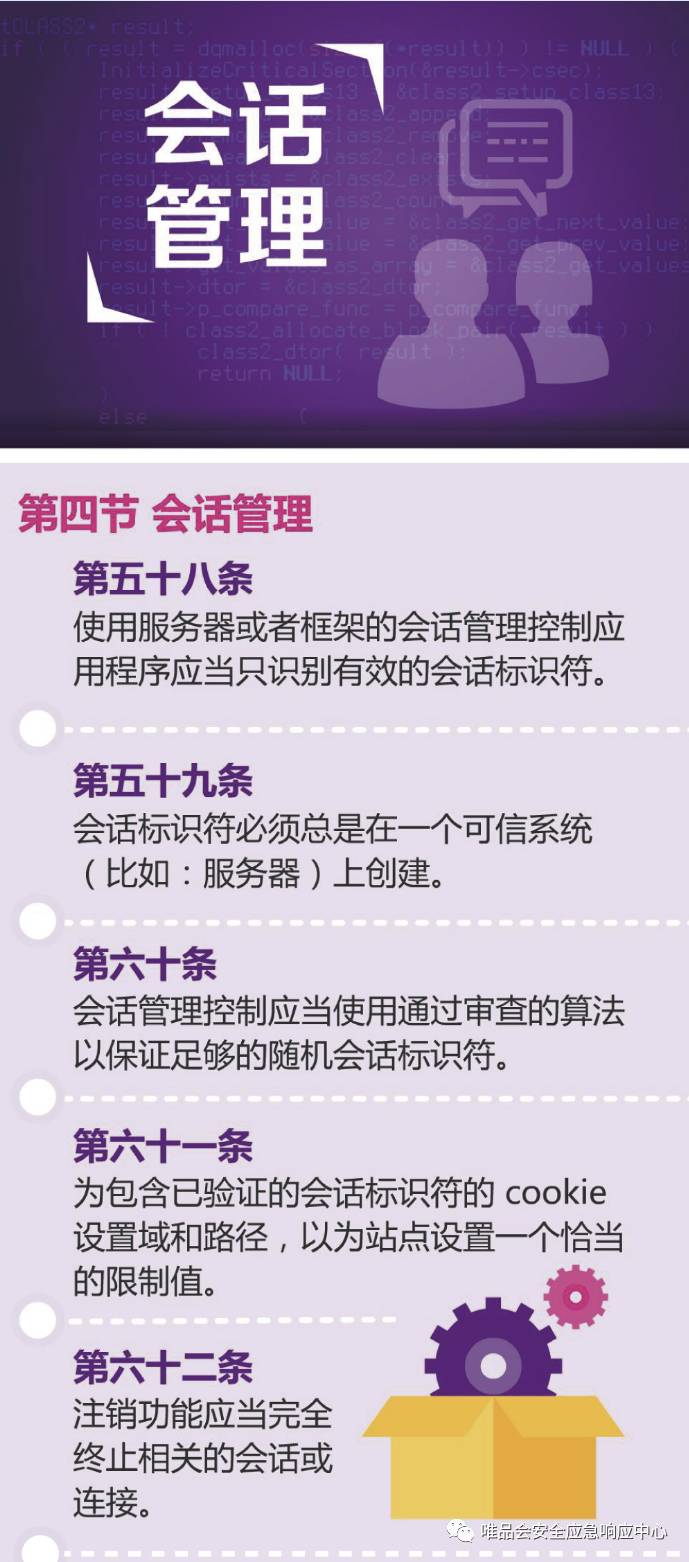 tCLASS2* result;
会话
管理
return NULL;
else {
第四节 会话管理
第五十八条
使用服务器或者框架的会话管理控制应
用程序应当只识别有效的会话标识符。
第五十九条
会话标识符必须总是在一个可信系统
（比如：服务器）上创建。
第六十条
会话管理控制应当使用通过审查的算法
以保证足够的随机会话标识符。
第六十一条
为包含已验证的会话标识符的 cookie
设置域和路径，以为站点设置一个恰当
的限制值。
第六十二条
注销功能应当完全
终止相关的会话或
连接。
唯品会安全应急响应中心